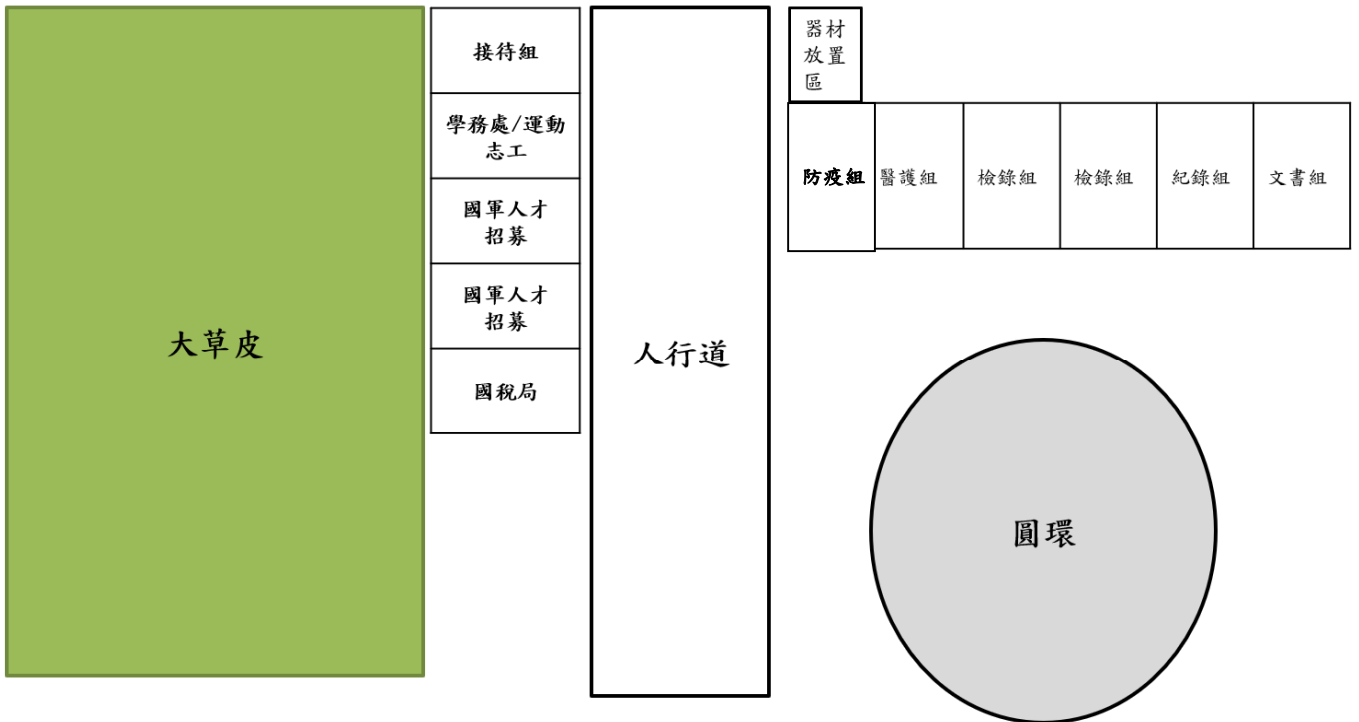 大草皮
接待組
學務處/運動
志工
國軍人才
招募
國軍人才
招募
國稅局
人行道
器材
放置
區
防疫組
醫護組
檢錄組
檢錄組
紀錄組
文書組
圓環